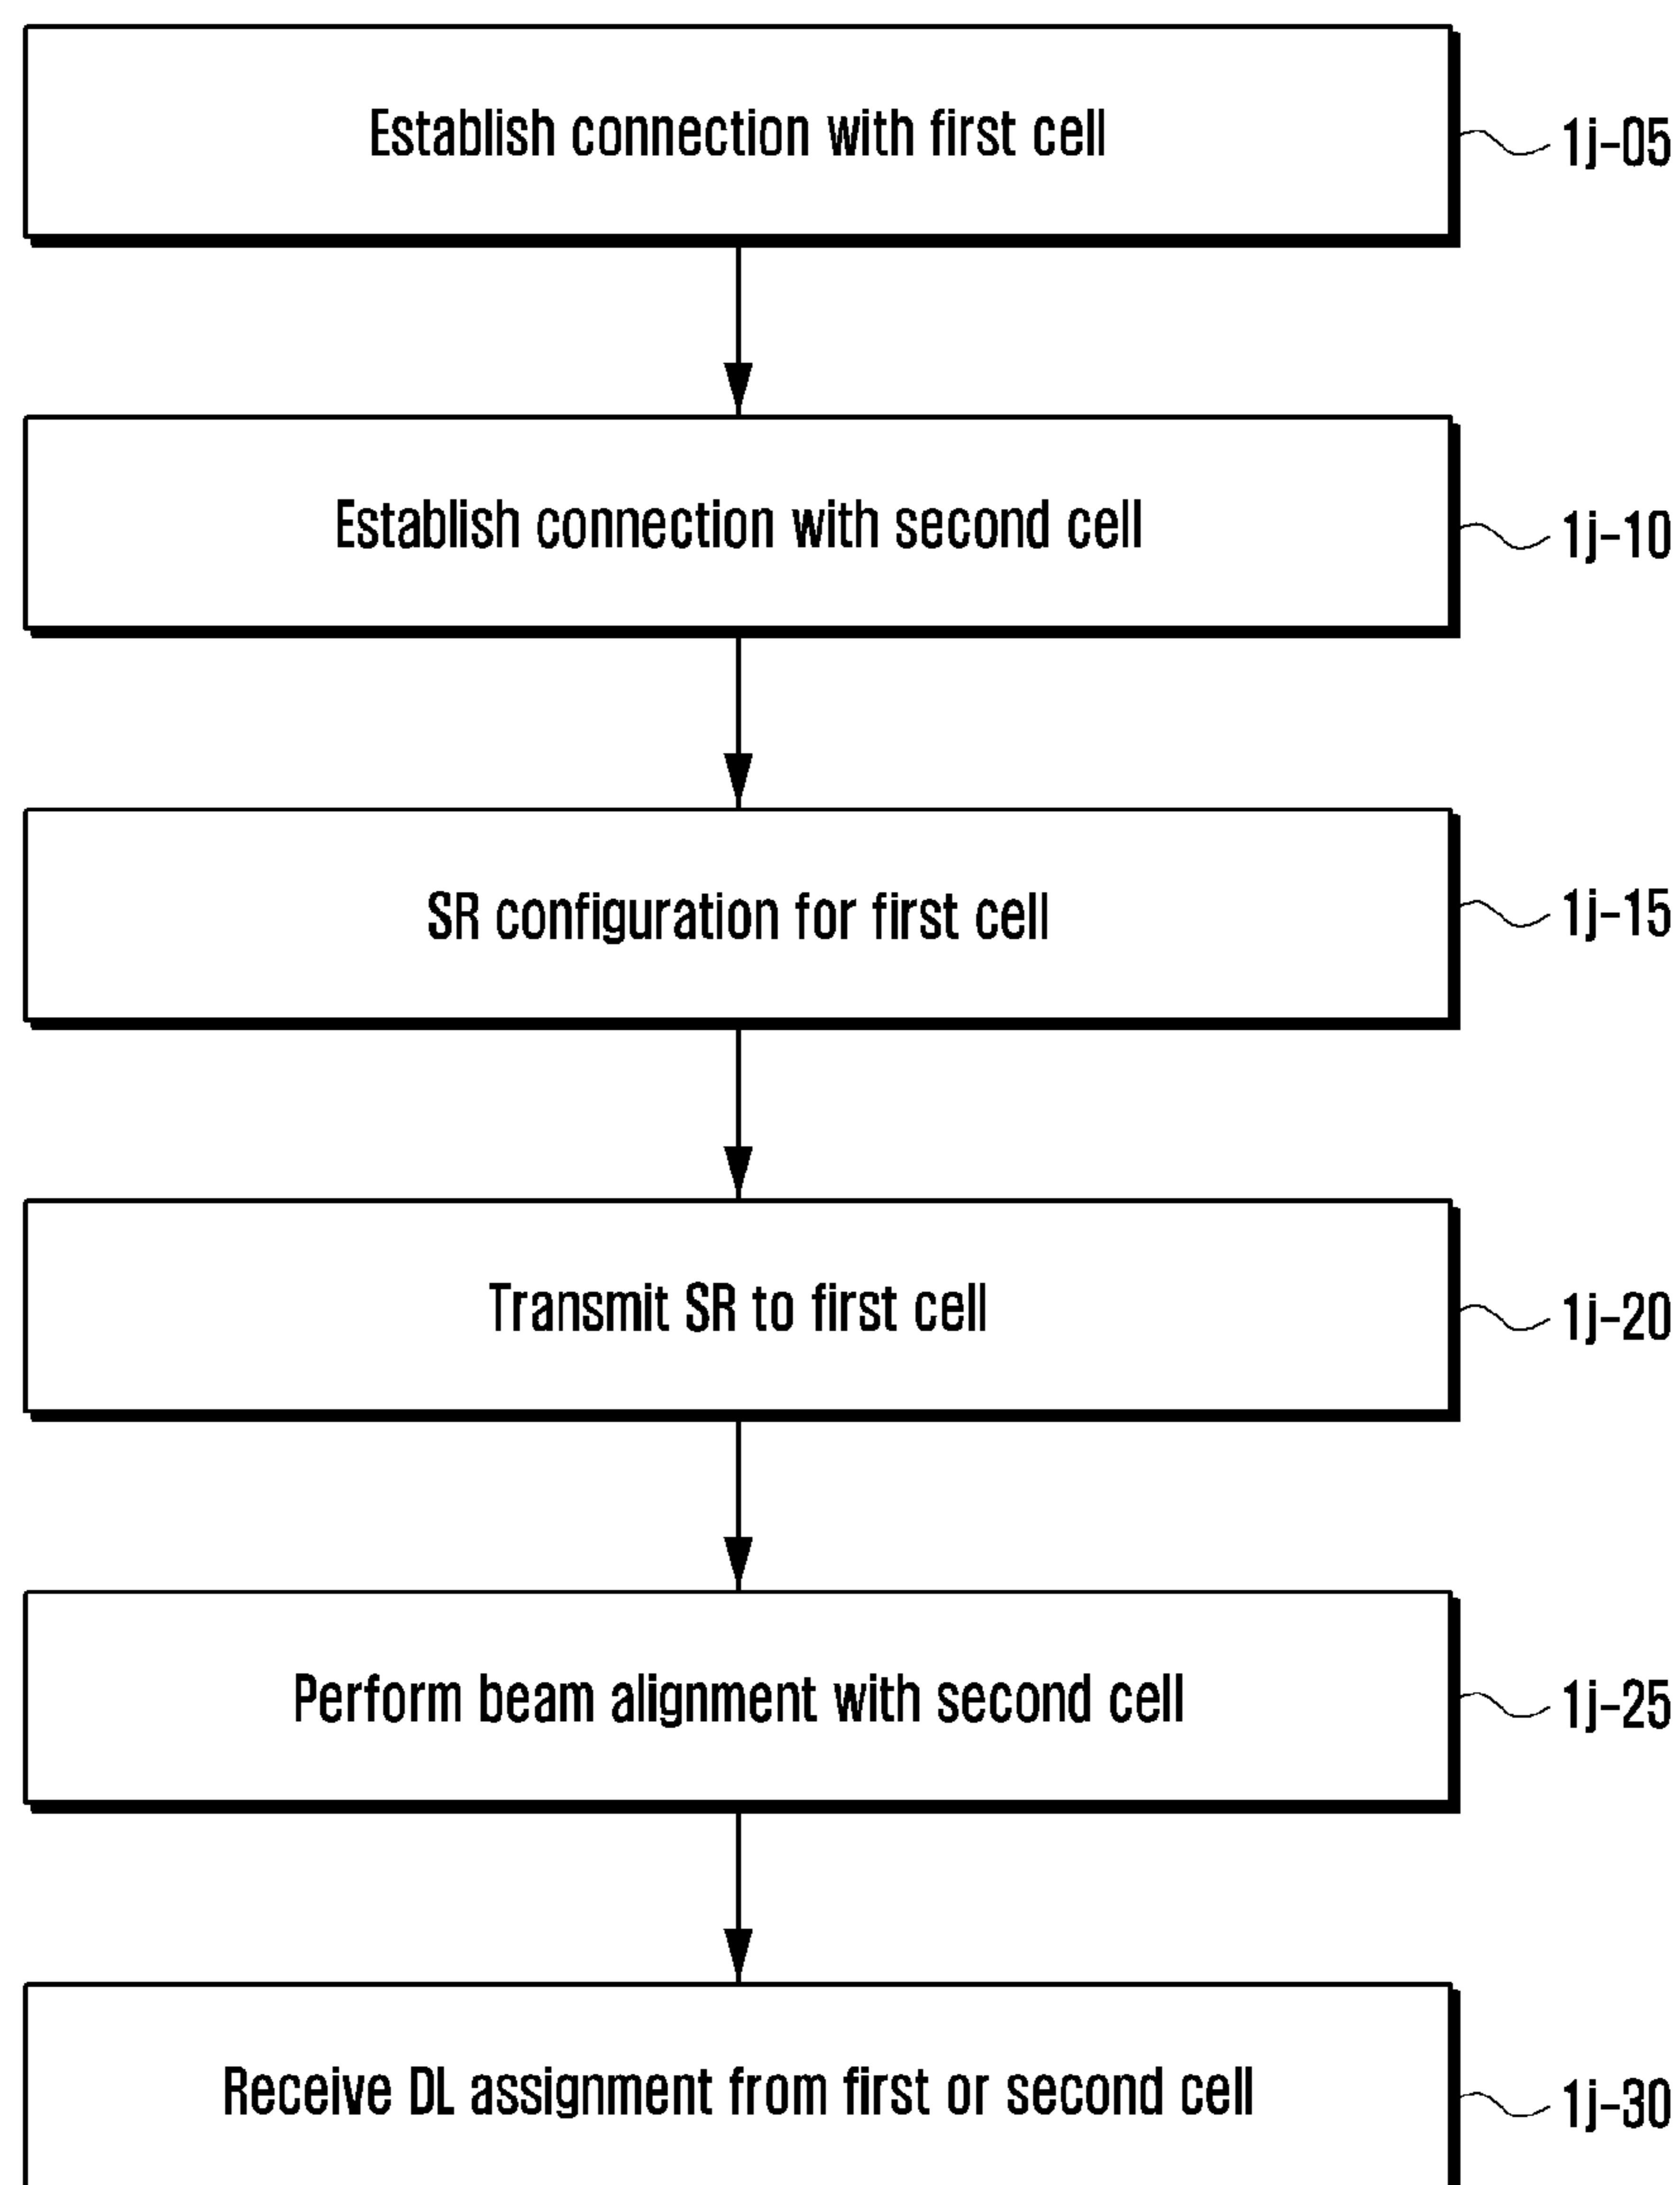 Establish connection with first cell
1j-05
Establish connection with second cell
1j-10
SR configuration for first cell
1j-15
Transmit SR to first cell
1j-20
Perform beam alignment with second cell
1j-25
Receive DL assignment from first or second cell
1j-30